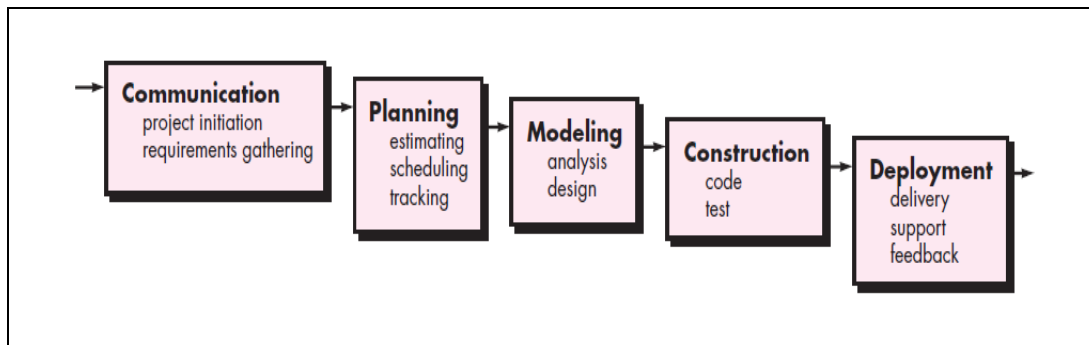 Communication
project initiation
requirements gathering
Planning
estimating
scheduling
tracking
Modeling
analysis
design
Construction
code
test
Deployment
delivery
support
feedback